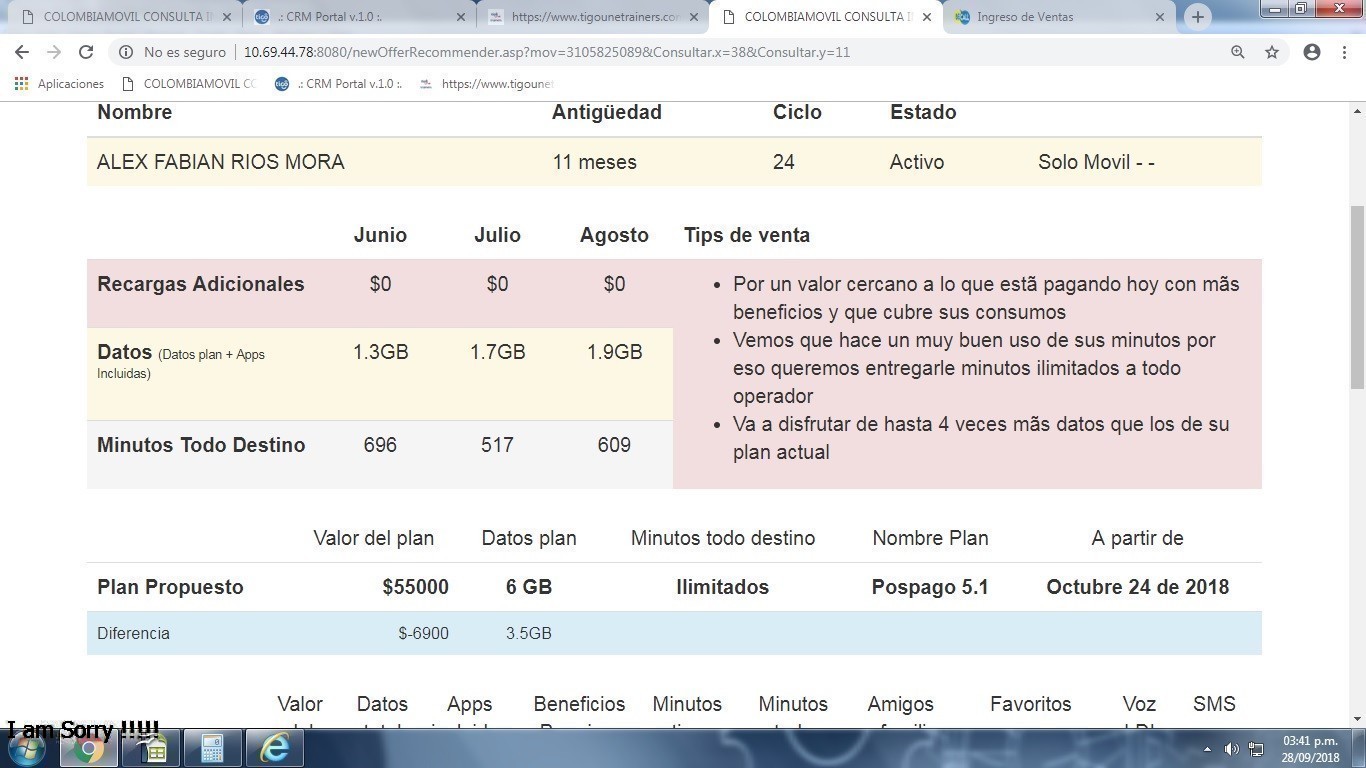 COLOMBIAMOVIL CONSULTA I
.: CRM Portal v.1.0 :.
https://www.tigounetrainers.co
COLOMBIAMOVIL CONSULTA I
Ingreso de Ventas
No es seguro
10.69.44.78:8080/newOfferRecommender.asp?mov=3105825089&Consultar.x=38&Consultar.y=11
Aplicaciones
COLOMBIAMOVIL CO
.: CRM Portal v.1.0 :.
https://www.tigoune
Nombre Antigüedad Ciclo Estado
ALEX FABIAN RIOS MORA 11 meses 24 Activo Solo Movil - -
Junio Julio Agosto Tips de venta
Recargas Adicionales $0 $0 $0
Datos (Datos plan + Apps
Incluidas)
1.3GB 1.7GB 1.9GB
Minutos Todo Destino 696 517 609
• Por un valor cercano a lo que estã pagando hoy con mãs
beneficios y que cubre sus consumos
• Vemos que hace un muy buen uso de sus minutos por
eso queremos entregarle minutos ilimitados a todo
operador
• Va a disfrutar de hasta 4 veces mãs datos que los de su
plan actual
Valor del plan Datos plan Minutos todo destino Nombre Plan A partir de
Plan Propuesto $55000 6 GB Ilimitados Pospago 5.1 Octubre 24 de 2018
Diferencia $-6900 3.5GB
Valor Datos Apps Beneficios Minutos Minutos Amigos Favoritos Voz SMS
I am Sorry !!!!!
03:41 p.m.
28/09/2018